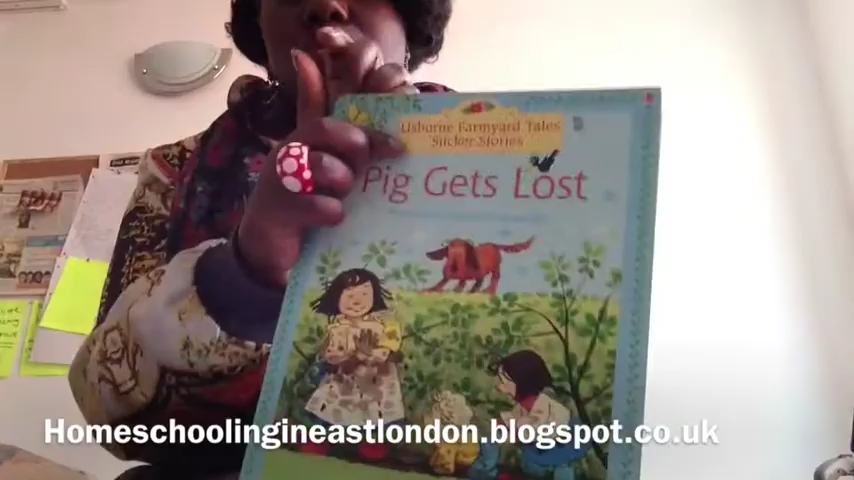 Usborne Farmyard Tales
Sticker Stories
Pig Gets Lost
Homeschoolingineastlondon.blogspot.co.uk